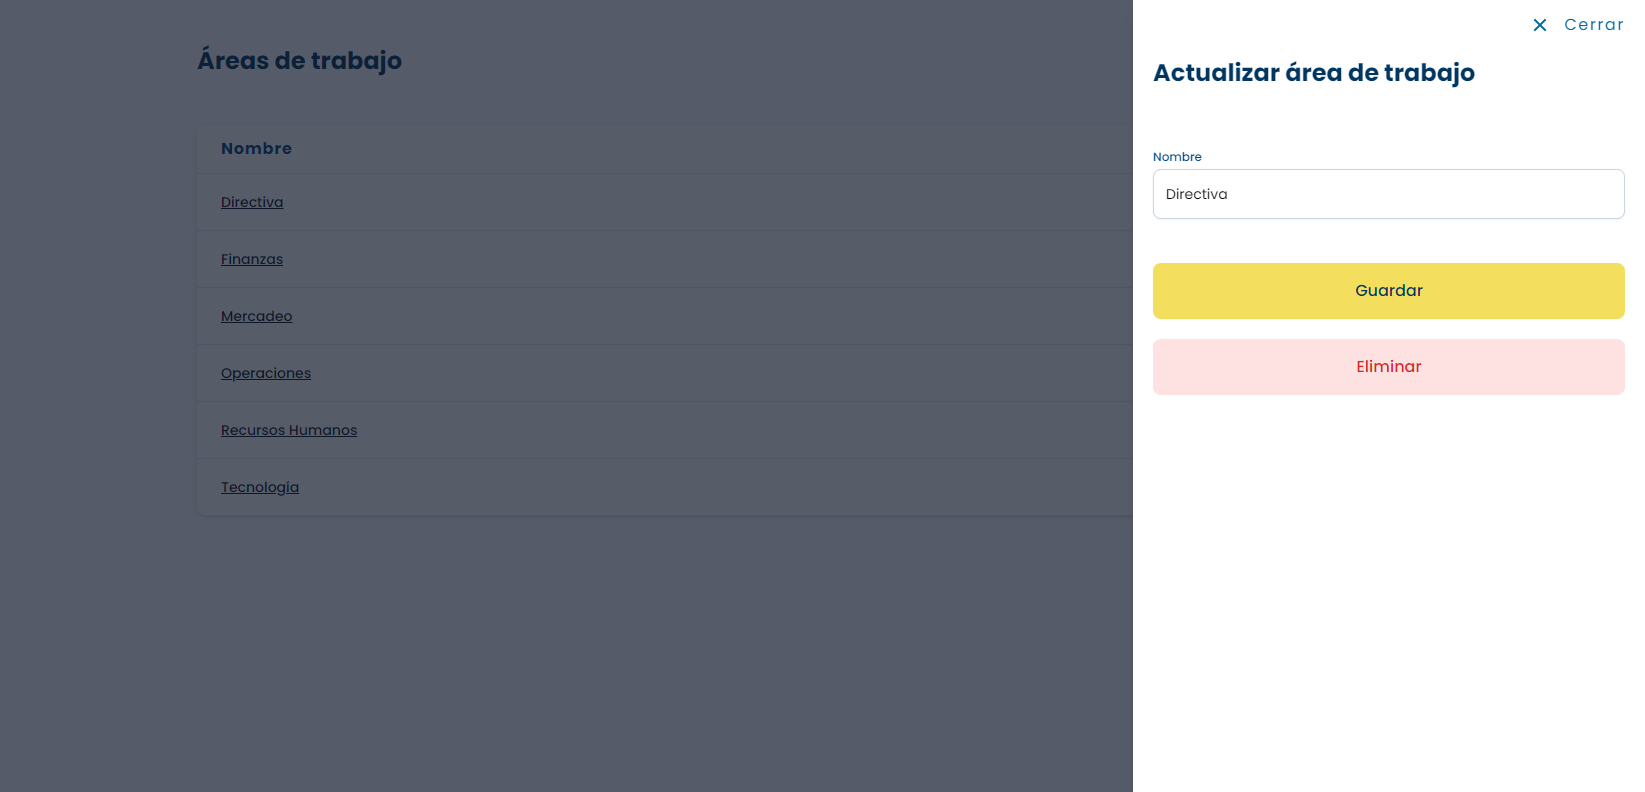 Áreas de trabajo
Nombre
Directiva
Finanzas
Mercadeo
Operaciones
Recursos Humanos
Tecnología
Cerrar
Actualizar área de trabajo
Nombre
Directiva
Guardar
Eliminar